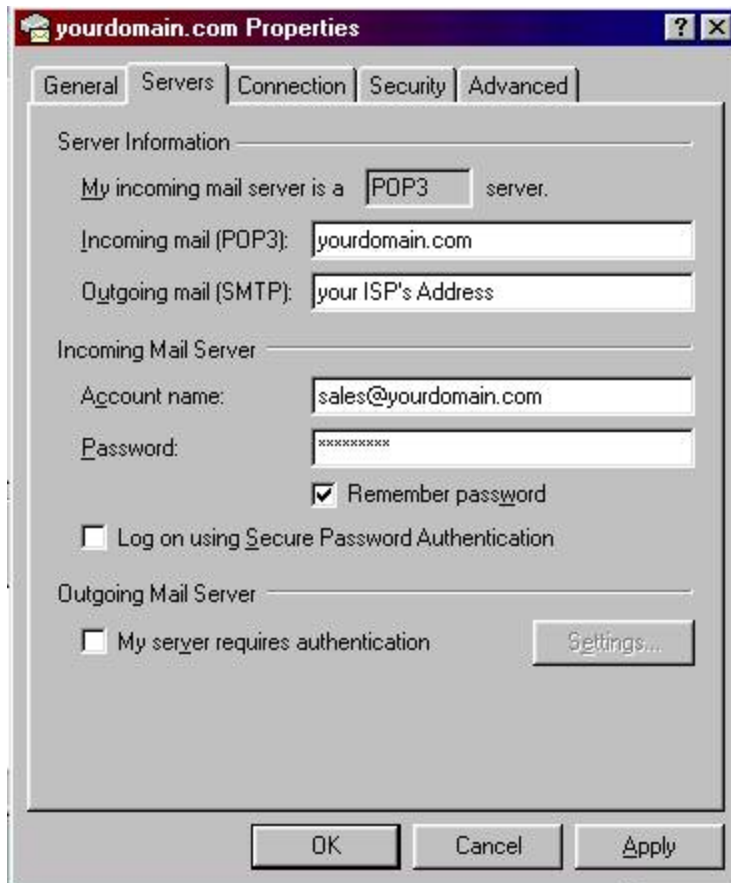 yourdomain.com Properties
General Servers Connection Security Advanced
Server Information
My incoming mail server is a POP3 server.
Incoming mail (POP3): yourdomain.com
Outgoing mail (SMTP): your ISP's Address
Incoming Mail Server
Account name: sales@yourdomain.com
Password: *********
Remember password
Log on using Secure Password Authentication
Outgoing Mail Server
My server requires authentication Settings...
OK Cancel Apply